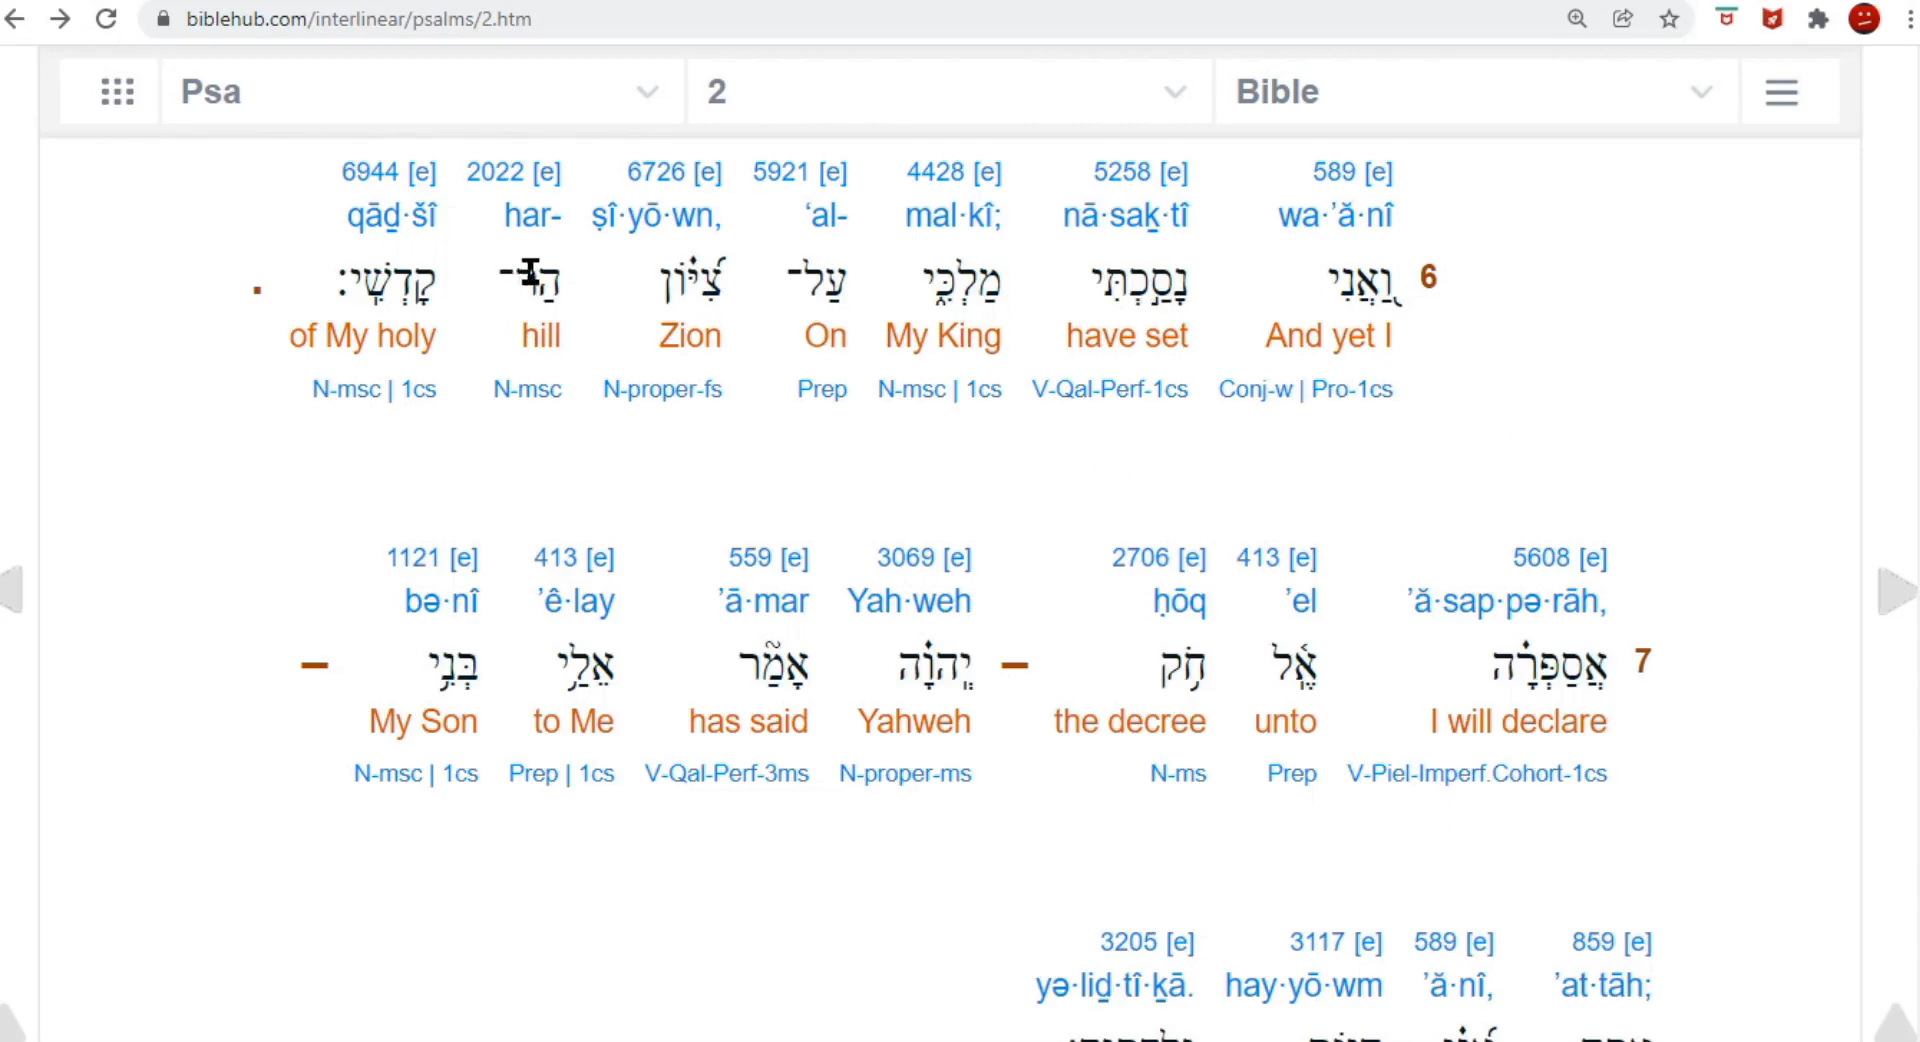 biblehub.com/interlinear/psalms/2.htm
Psa 2 Bible
6944 [e] 2022 [e] 6726 [e] 5921 [e] 4428 [e] 5258 [e] 589 [e]
qāḏ·šî har- ṣî·yō·wn, ‘al- mal·kî; nā·saḵ·tî wa·’ă·nî
6 וַ֭אֲנִי נָסַ֣כְתִּי מַלְכִּ֑י עַל־ צִ֝יּ֗וֹן הַר־ קָדְשִֽׁי׃ .
of My holy hill Zion On My King have set And yet I
N-msc | 1cs N-msc N-proper-fs Prep N-msc | 1cs V-Qal-Perf-1cs Conj-w | Pro-1cs
1121 [e] 413 [e] 559 [e] 3069 [e] 2706 [e] 413 [e] 5608 [e]
bə·nî ’ê·lay ’ā·mar Yah·weh ḥōq ’el ’ă·sap·pə·rāh,
7 אֲסַפְּרָ֗ה אֶֽ֫ל חֹ֥ק – יְֽהוָ֗ה אָמַ֘ר אֵלַ֥י בְּנִ֥י –
My Son to Me has said Yahweh the decree unto I will declare
N-msc | 1cs Prep | 1cs V-Qal-Perf-3ms N-proper-ms N-ms Prep V-Piel-Imperf.Cohort-1cs
3205 [e] 3117 [e] 589 [e] 859 [e]
yə·liḏ·tî·ḵā. hay·yō·wm ’ă·nî, ’at·tāh;